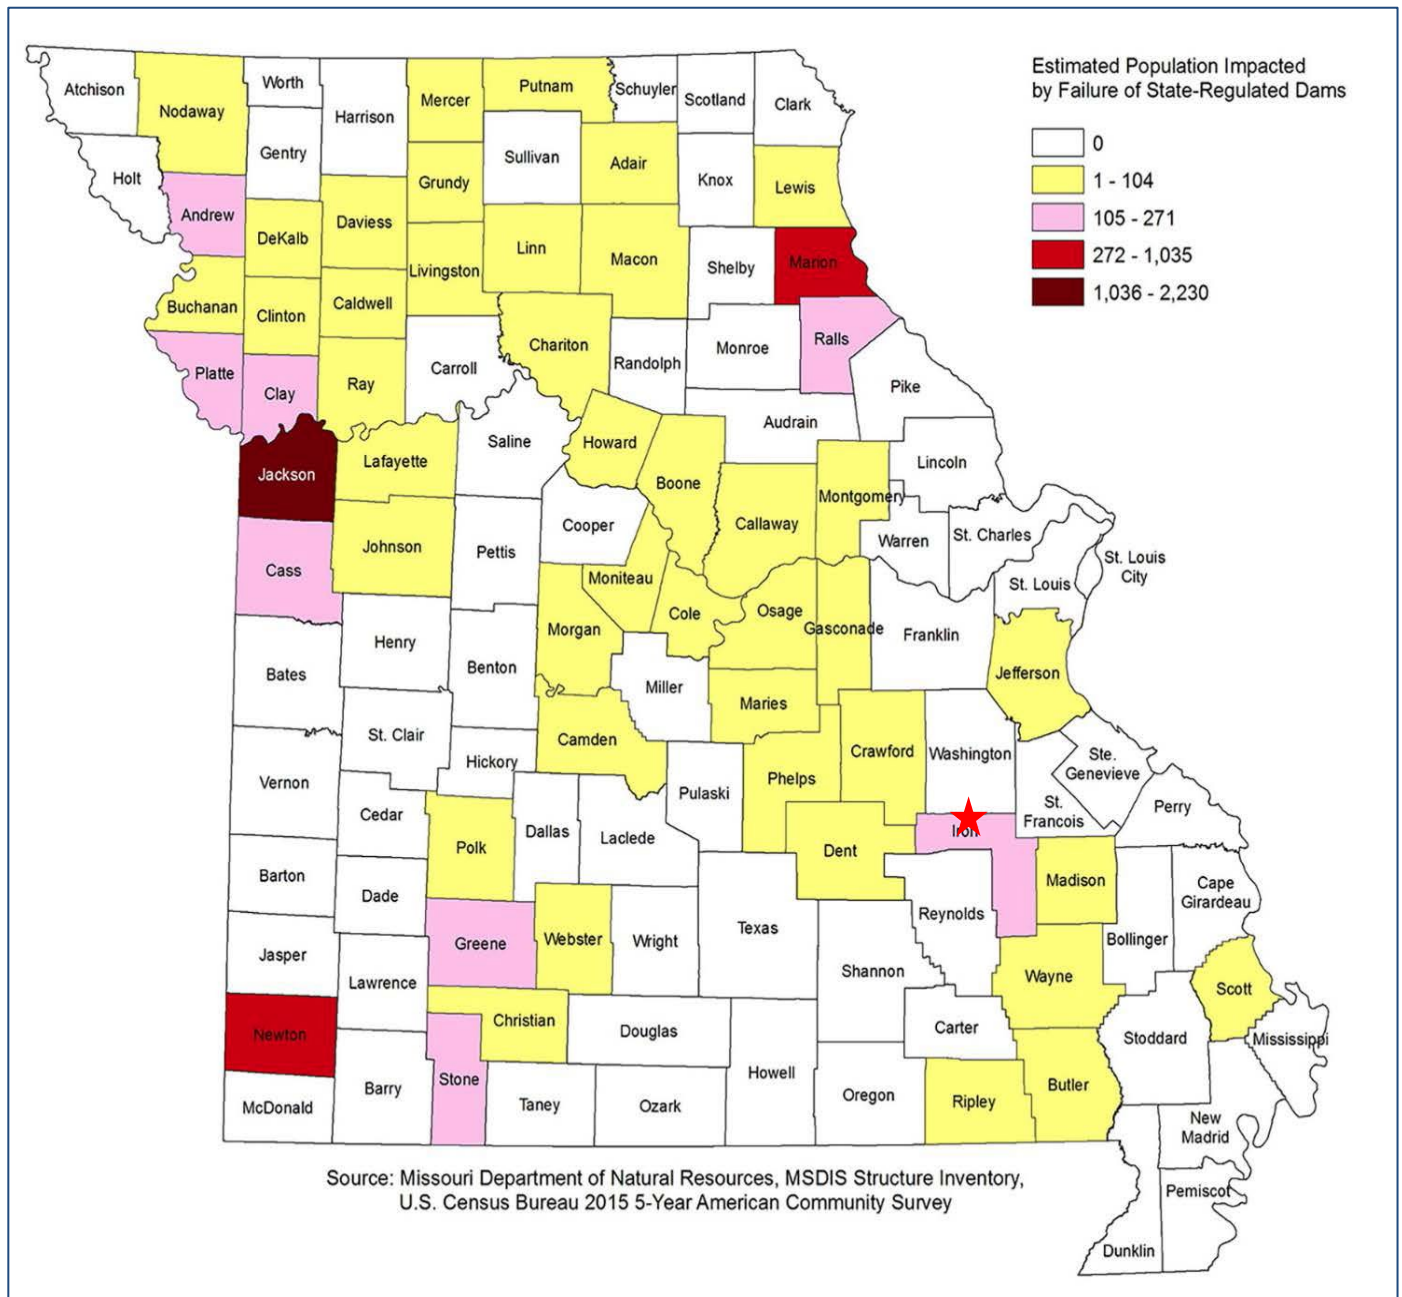 Estimated Population Impacted
by Failure of State-Regulated Dams
0
1 - 104
105 - 271
272 - 1,035
1,036 - 2,230
Atchison
Nodaway
Worth
Harrison
Mercer
Putnam
Schuyler
Scotland
Clark
Gentry
Holt
Sullivan
Adair
Knox
Lewis
Grundy
Andrew
DeKalb
Daviess
Livingston
Linn
Macon
Shelby
Marion
Buchanan
Clinton
Caldwell
Chariton
Randolph
Monroe
Ralls
Platte
Clay
Ray
Carroll
Pike
Audrain
Saline
Howard
Jackson
Lafayette
Boone
Lincoln
Montgomery
Callaway
Cooper
Warren
St. Charles
St. Louis
City
St. Louis
Johnson
Pettis
Cass
Moniteau
Cole
Osage
Gasconade
Franklin
Morgan
Henry
Benton
Bates
Miller
Maries
Jefferson
St. Clair
Camden
Hickory
Crawford
Washington
Ste.
Genevieve
Vernon
Phelps
Pulaski
St.
Francois
Perry
Cedar
Dallas
Laclede
Iron
Polk
Dent
Barton
Dade
Madison
Cape
Girardeau
Reynolds
Texas
Greene
Webster
Wright
Bollinger
Jasper
Lawrence
Shannon
Wayne
Scott
Newton
Christian
Douglas
Carter
Stoddard
Mississippi
Stone
Barry
Howell
Butler
Oregon
Ripley
McDonald
Taney
Ozark
New
Madrid
Pemiscot
Dunklin
Source: Missouri Department of Natural Resources, MSDIS Structure Inventory,
U.S. Census Bureau 2015 5-Year American Community Survey